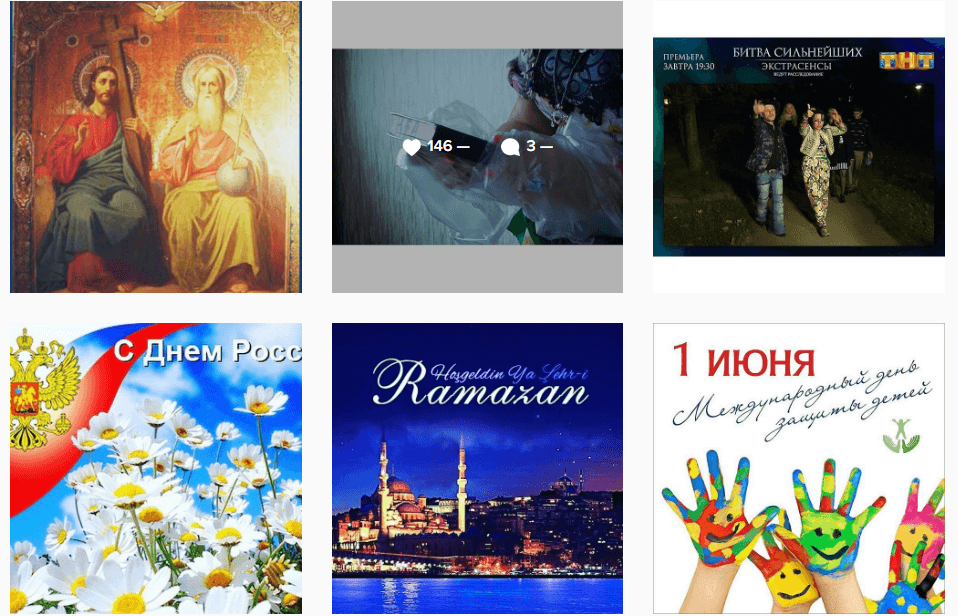 146 —
3 —
ПРЕМЬЕРА
ЗАВТРА 19:30
БИТВА СИЛЬНЕЙШИХ
ЭКСТРАСЕНСЫ
ВЕДУТ РАССЛЕДОВАНИЕ
ТНТ
С Днем Росс
Hoşgeldin Ya Şehr-i
Ramazan
1 ИЮНЯ
Международный день
защиты детей